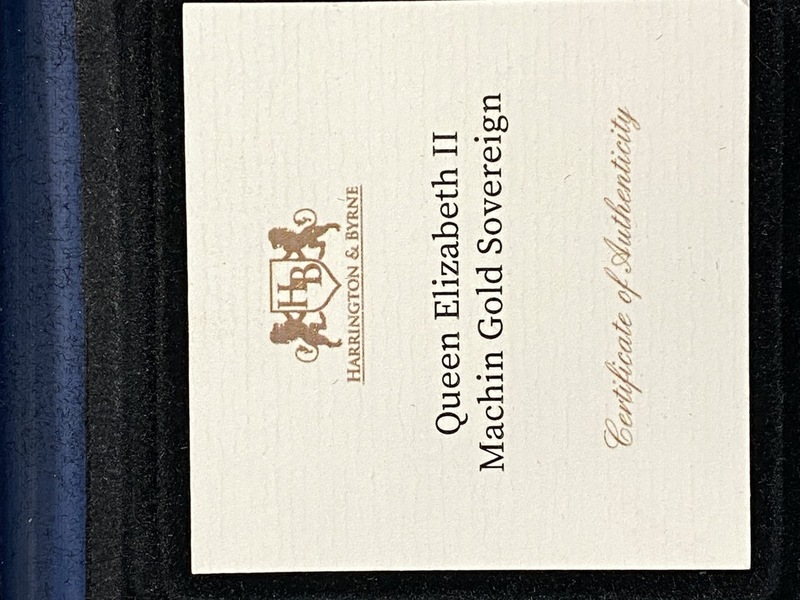 HB
HARRINGTON & BYRNE
Queen Elizabeth II
Machin Gold Sovereign
Certificate of Authenticity